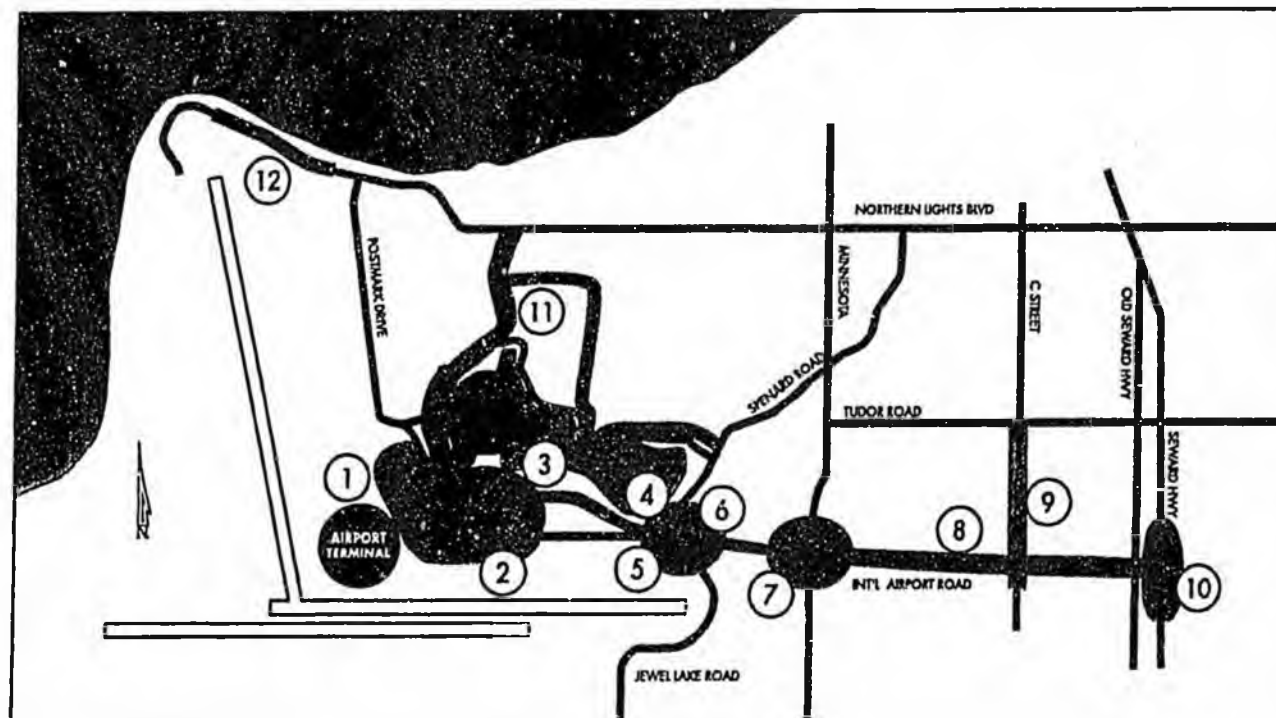 12
NORTHERN LIGHTS BLVD
POSTMARK DRIVE
MINNESOTA
C STREET
OLD SEWARD HWY
11
SPENARD ROAD
TUDOR ROAD
SEWARD HWY
1
3
4
6
9
8
N
AIRPORT
TERMINAL
2
5
7
INT'L AIRPORT ROAD
10
JEWEL LAKE ROAD